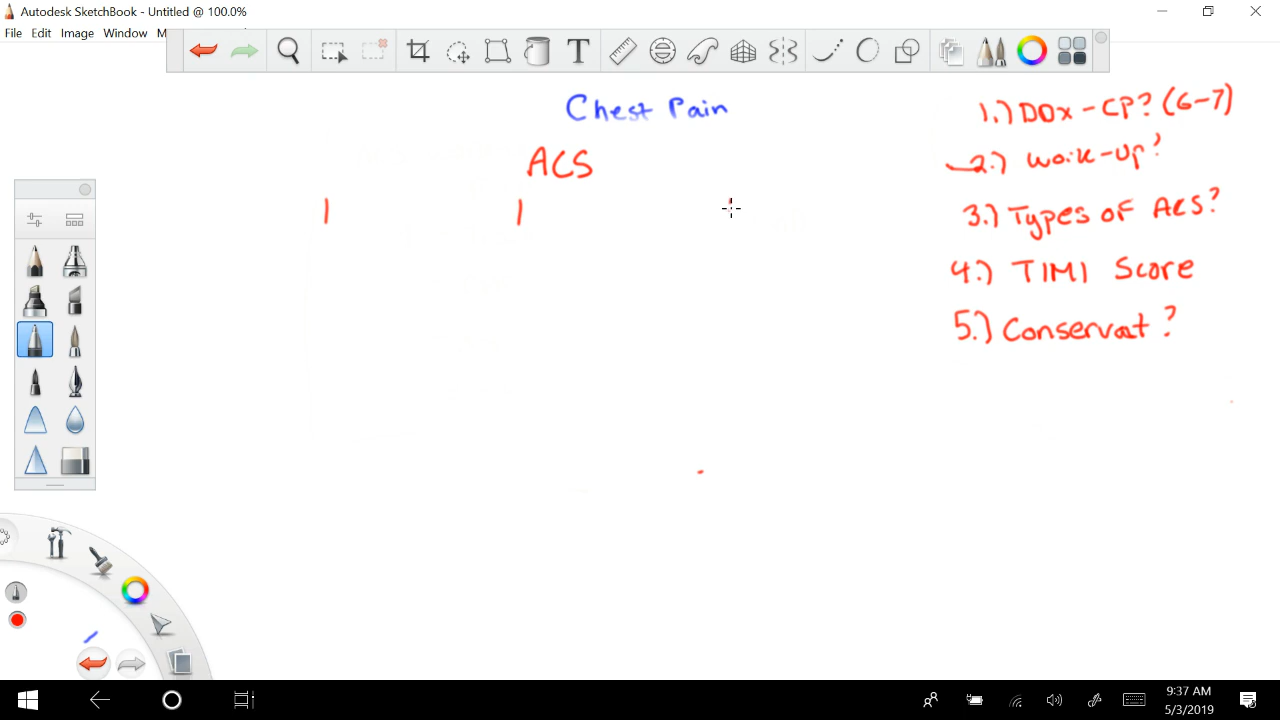 Autodesk SketchBook - Untitled @ 100.0%
File Edit Image Window
T
Chest Pain
ACS
1.) DDx - CP? (6-7)
2.) Work-up?
3.) Types of ACS?
4.) TIMI Score
5.) Conservat?
9:37 AM
5/3/2019